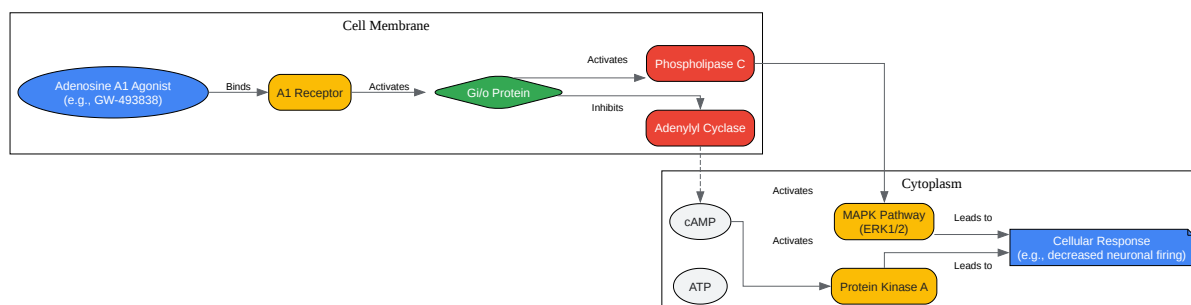 Cell Membrane
Adenosine A1 Agonist
(e.g., GW-493838)
Binds
A1 Receptor
Activates
Gi/o Protein
Activates
Phospholipase C
Inhibits
Adenylyl Cyclase
Cytoplasm
Activates
cAMP
MAPK Pathway
(ERK1/2)
Leads to
Activates
Cellular Response
(e.g., decreased neuronal firing)
Leads to
ATP
Protein Kinase A